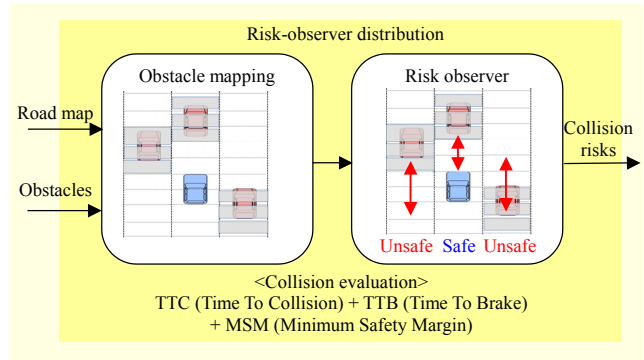 Risk-observer distribution
Obstacle mapping
Risk observer
Road map
Obstacles
Collision
risks
Unsafe Safe Unsafe
<Collision evaluation>
TTC (Time To Collision) + TTB (Time To Brake)
+ MSM (Minimum Safety Margin)